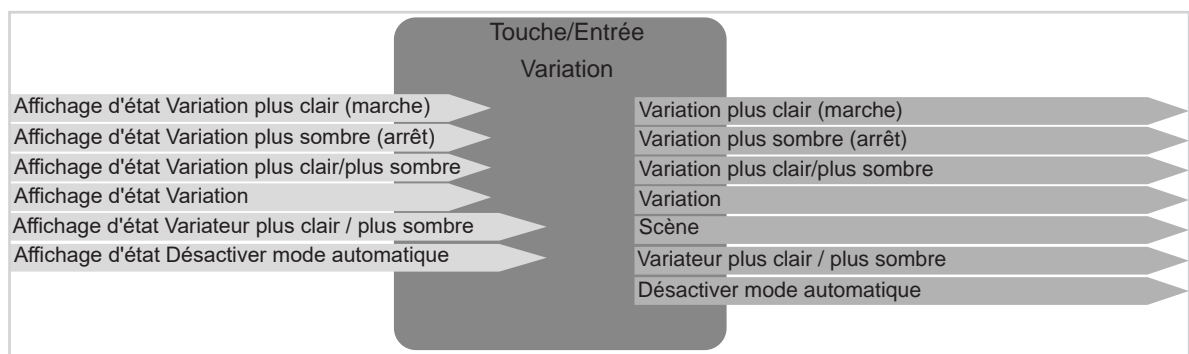 Touche/Entrée
Variation
Affichage d'état Variation plus clair (marche)
Affichage d'état Variation plus sombre (arrêt)
Affichage d'état Variation plus clair/plus sombre
Affichage d'état Variation
Affichage d'état Variateur plus clair / plus sombre
Affichage d'état Désactiver mode automatique
Variation plus clair (marche)
Variation plus sombre (arrêt)
Variation plus clair/plus sombre
Variation
Scène
Variateur plus clair / plus sombre
Désactiver mode automatique